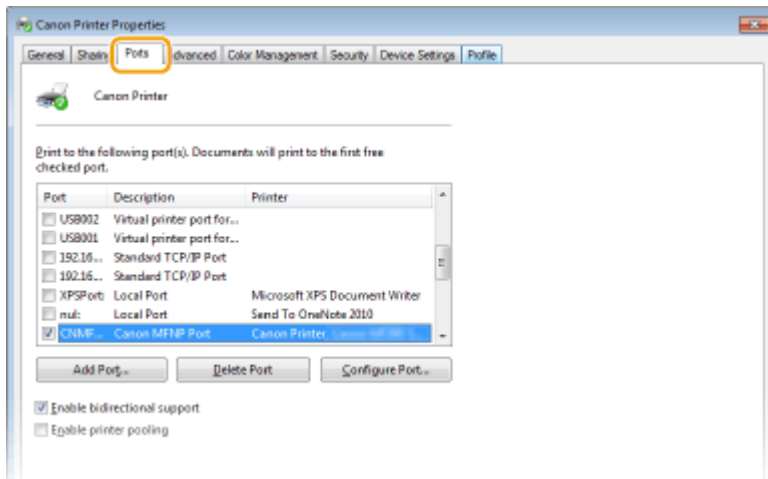 Canon Printer Properties
General Sharin Ports dvanced Color Management Security Device Settings Profile
Canon Printer
Print to the following port(s). Documents will print to the first free
checked port.
Port Description Printer
USB002 Virtual printer port for...
USB001 Virtual printer port for...
192.16... Standard TCP/IP Port
192.16... Standard TCP/IP Port
XPSPort: Local Port Microsoft XPS Document Writer
nul: Local Port Send To OneNote 2010
CNMF... Canon MFNP Port Canon Printer,
Add Port... Delete Port Configure Port...
Enable bidirectional support
Enable printer pooling